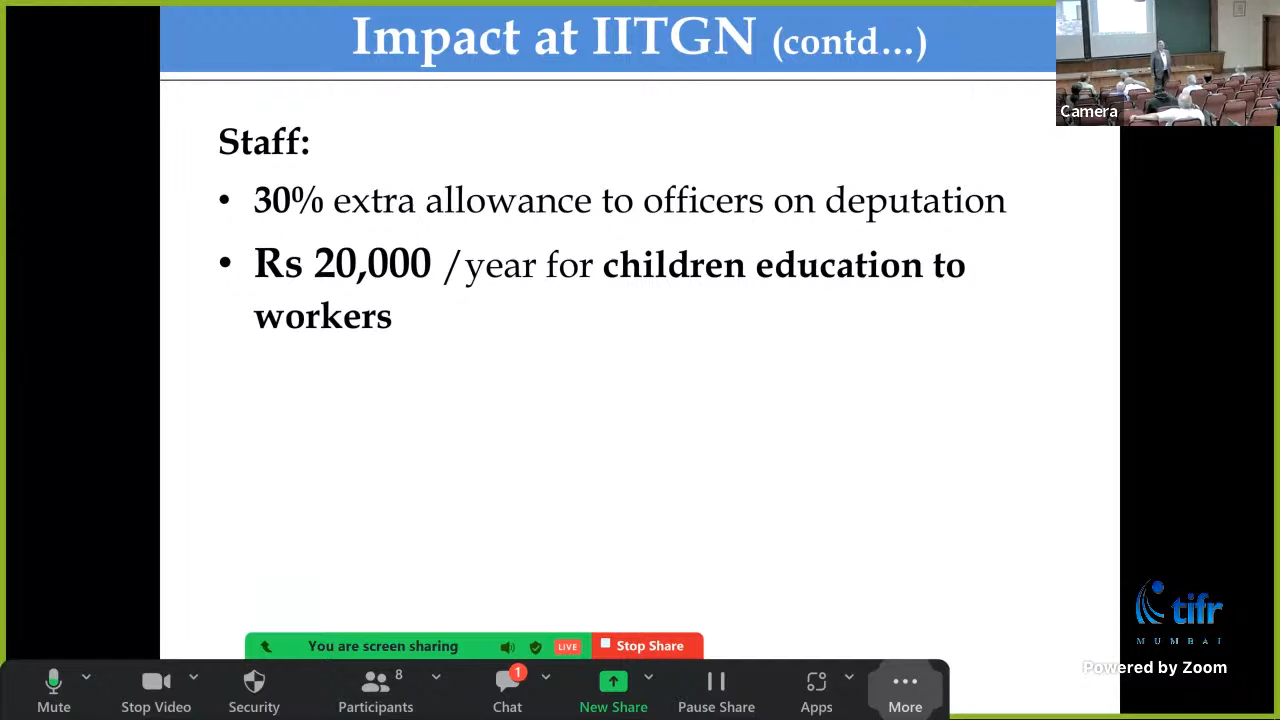 Impact at IITGN (contd...)
Camera
Staff:
• 30% extra allowance to officers on deputation
• Rs 20,000 /year for children education to
workers
tifr
MUMBAI
Powered by Zoom
You are screen sharing
LIVE
Stop Share
Mute
Stop Video
Security
8
Participants
1
Chat
New Share
Pause Share
Apps
More